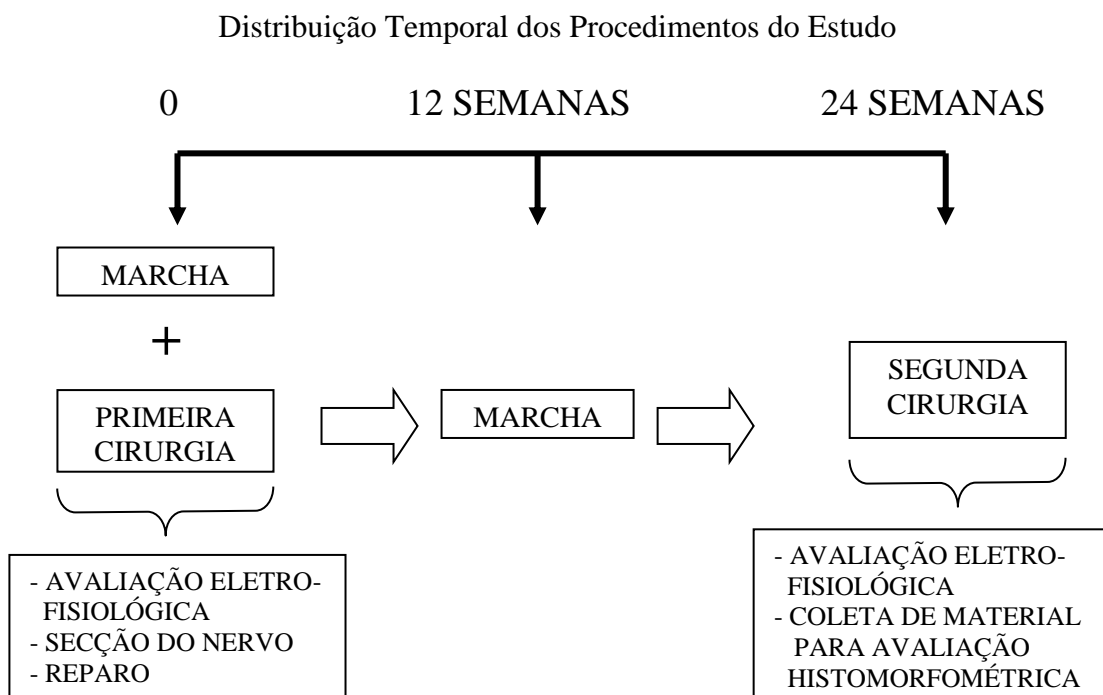 Distribuição Temporal dos Procedimentos do Estudo
0
12 SEMANAS
24 SEMANAS
MARCHA
+
PRIMEIRA
CIRURGIA
MARCHA
SEGUNDA
CIRURGIA
- AVALIAÇÃO ELETRO-
FISIOLÓGICA
- SECÇÃO DO NERVO
- REPARO
- AVALIAÇÃO ELETRO-
FISIOLÓGICA
- COLETA DE MATERIAL
PARA AVALIAÇÃO
HISTOMORFOMÉTRICA